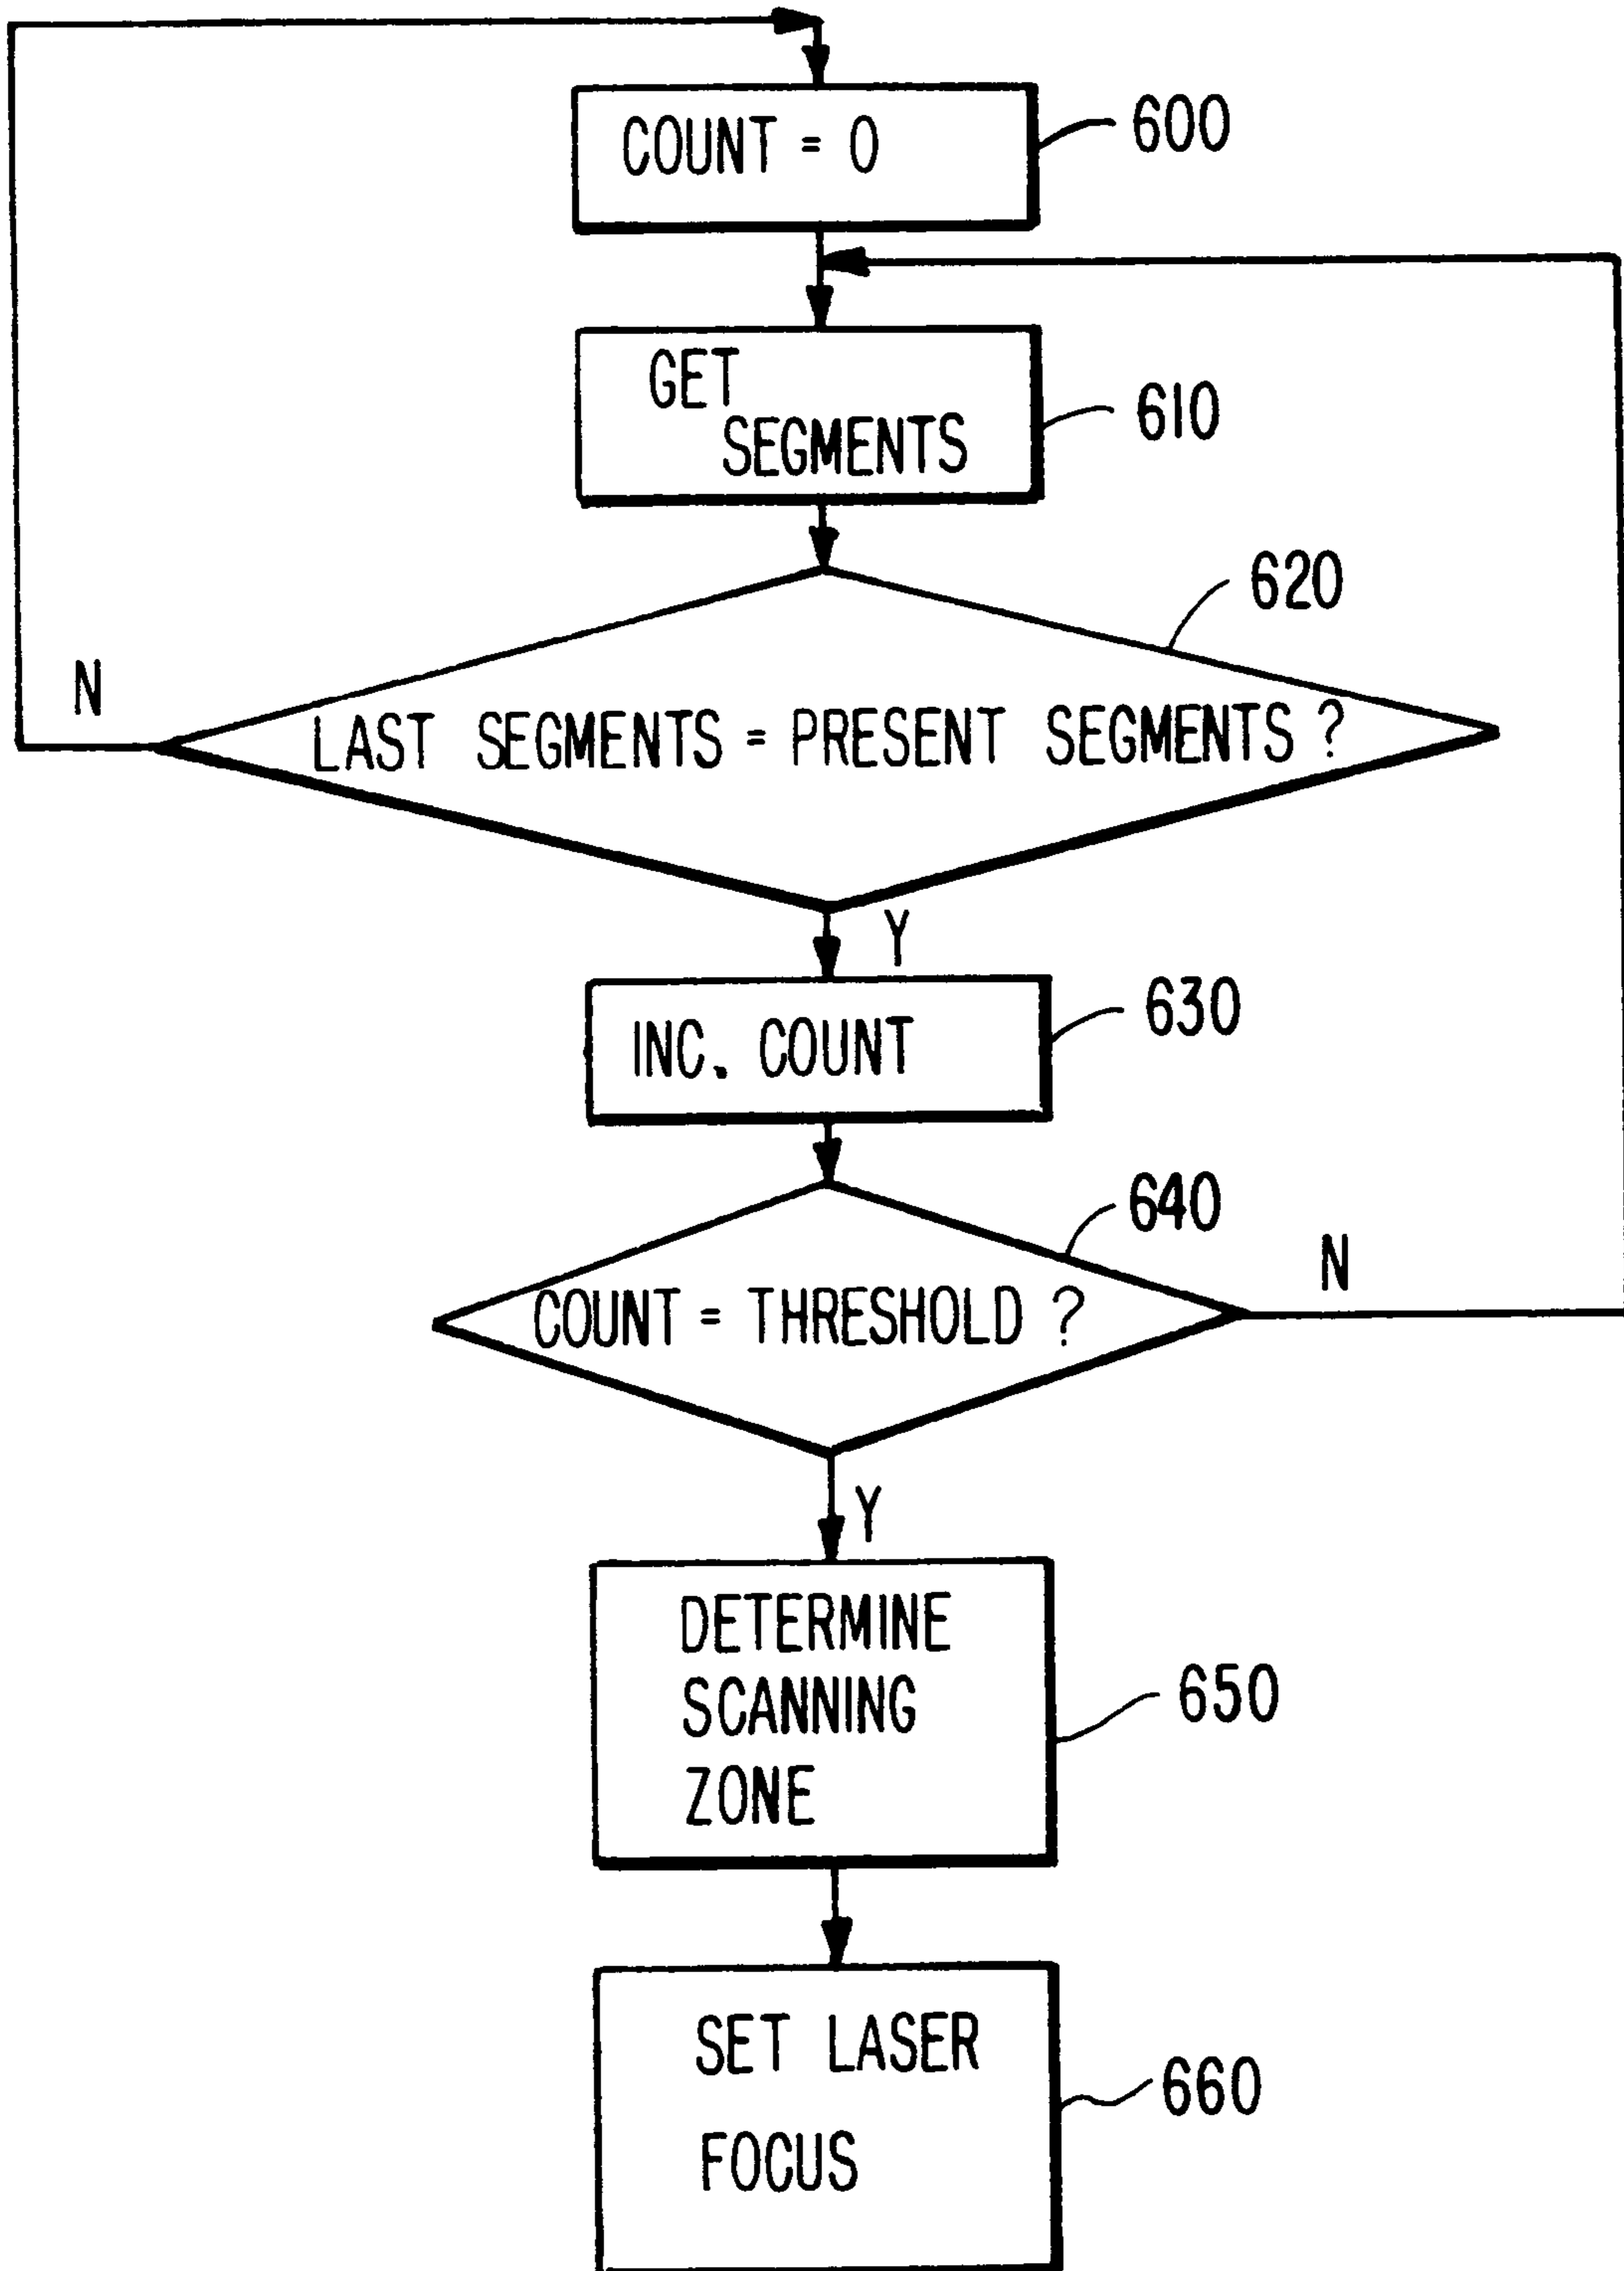 COUNT = 0
600
GET
SEGMENTS
610
620
N
LAST SEGMENTS = PRESENT SEGMENTS ?
Y
INC. COUNT
630
640
N
COUNT = THRESHOLD ?
Y
DETERMINE
SCANNING
ZONE
650
SET LASER
FOCUS
660